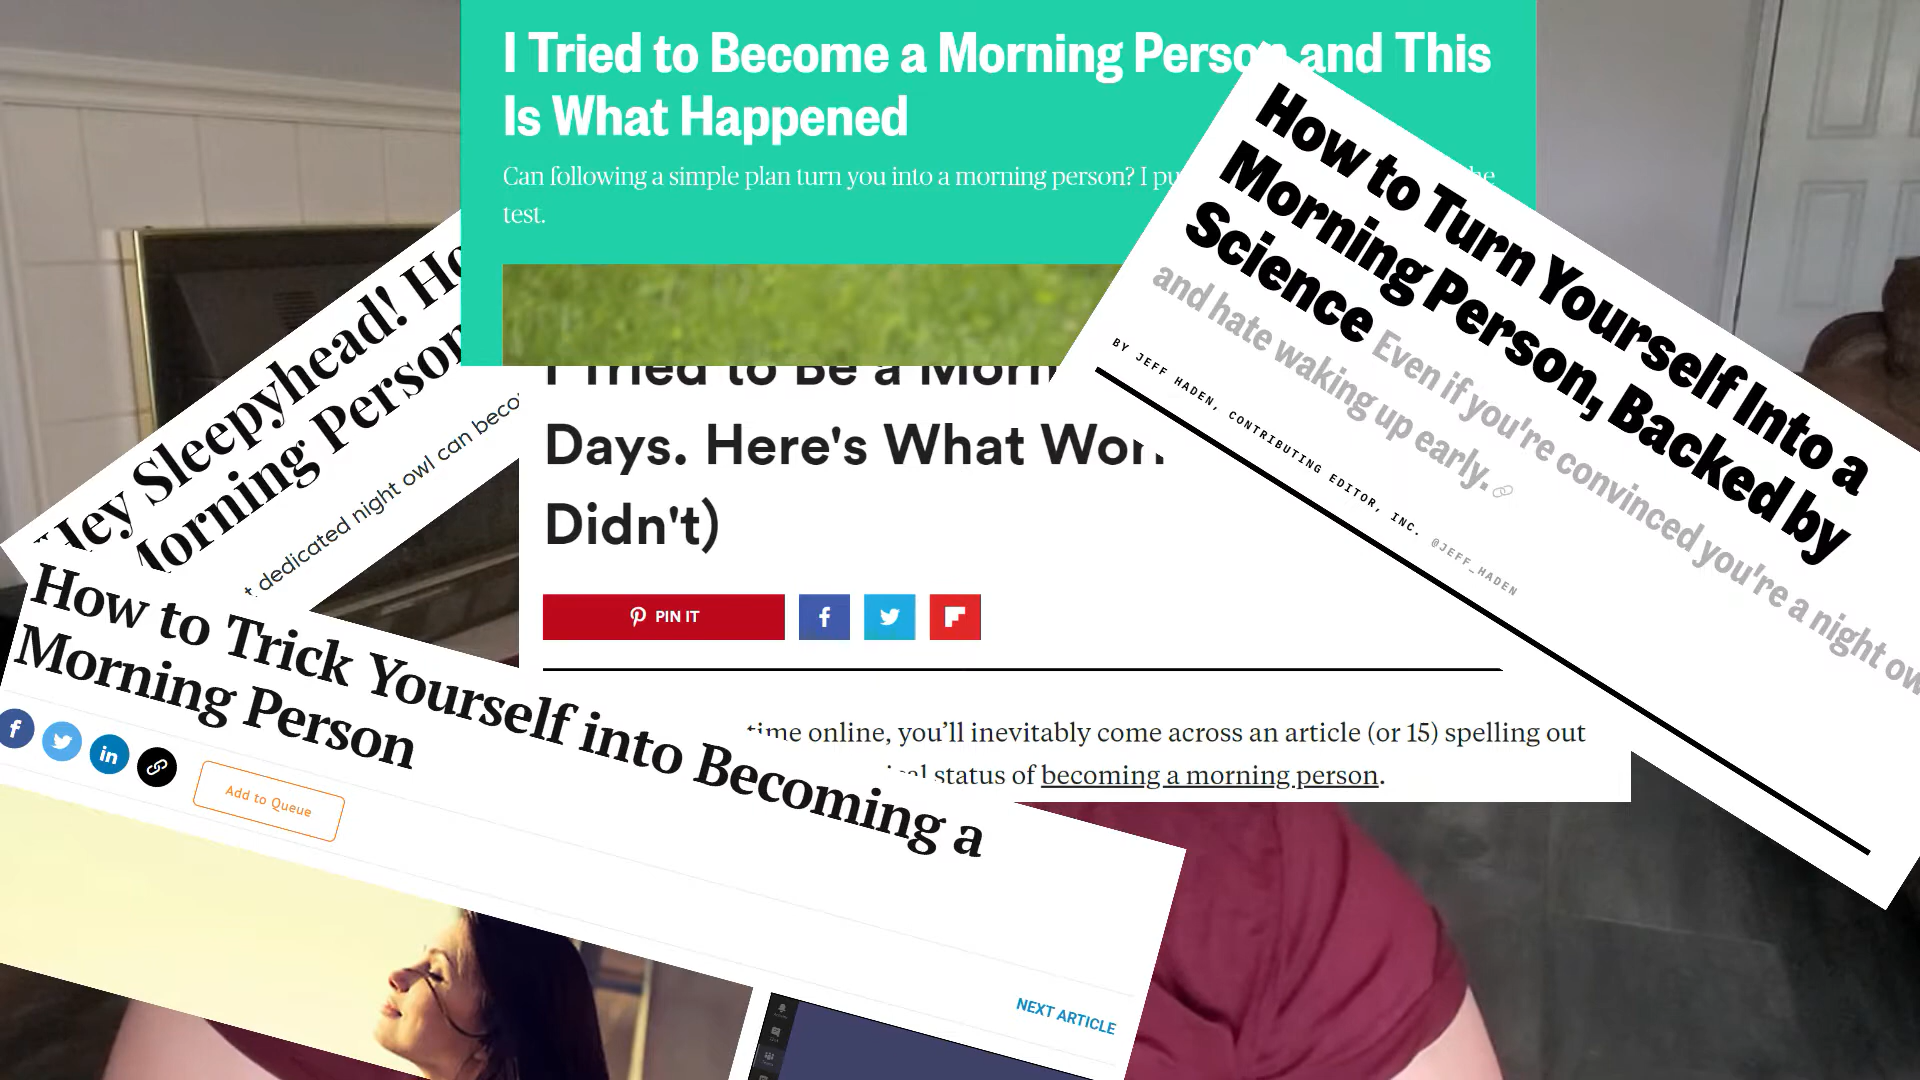 I Tried to Become a Morning Person and This
Is What Happened
Can following a simple plan turn you into a morning person? I
test.
How to Turn Yourself Into a
Morning Person, Backed by
Science Even if you're convinced you're a night
and hate waking up early.
BY JEFF HADEN, CONTRIBUTING EDITOR, INC. @JEFF_HADEN
Hey Sleepyhead!
Morning Person
dedicated night owl can
I Tried to Be a
Days. Here's What
Didn't)
PIN IT
time online, you’ll inevitably come across an article (or 15) spelling out
status of becoming a morning person.
How to Trick Yourself into Becoming a
Morning Person
Add to Queue
NEXT ARTICLE